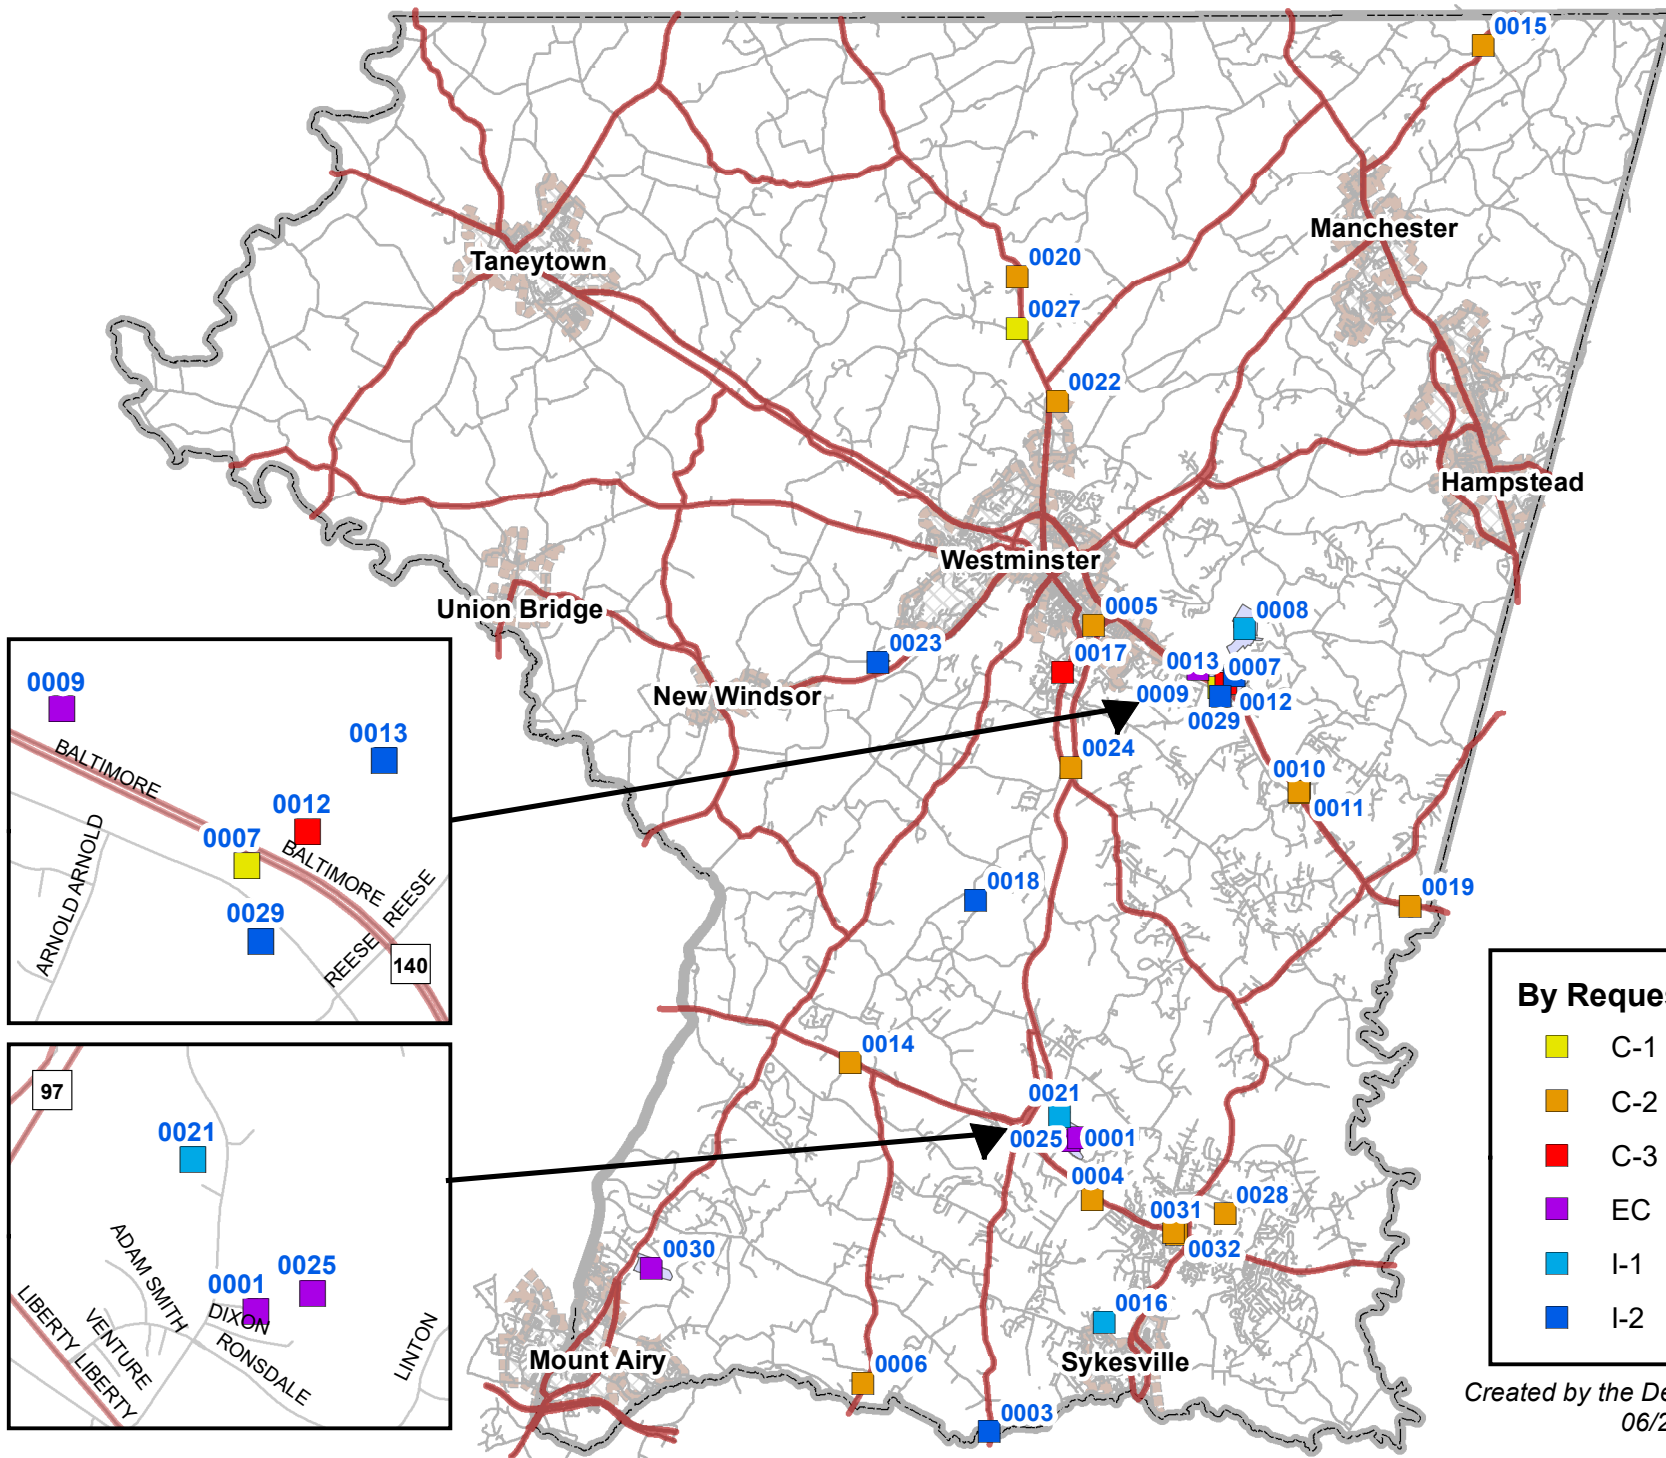 0015
Manchester
Taneytown
0020
0027
0022
Hampstead
Westminster
Union Bridge
0005
0008
0023
0017
0013
0007
New Windsor
0009
0012
0029
0024
0010
0011
0018
0019
0014
0021
0025
0001
0004
0028
0031
0032
0030
0016
Mount Airy
Sykesville
0006
0003
0009
BALTIMORE
0013
0012
0007
BALTIMORE
ARNOLD ARNOLD
0029
REESE REESE
140
97
0021
ADAM SMITH
0025
0001
DIXON
LIBERTY LIBERTY
VENTURE
RONSDALE
LINTON
By Reques
C-1
C-2
C-3
EC
I-1
I-2
Created by the De
06/2